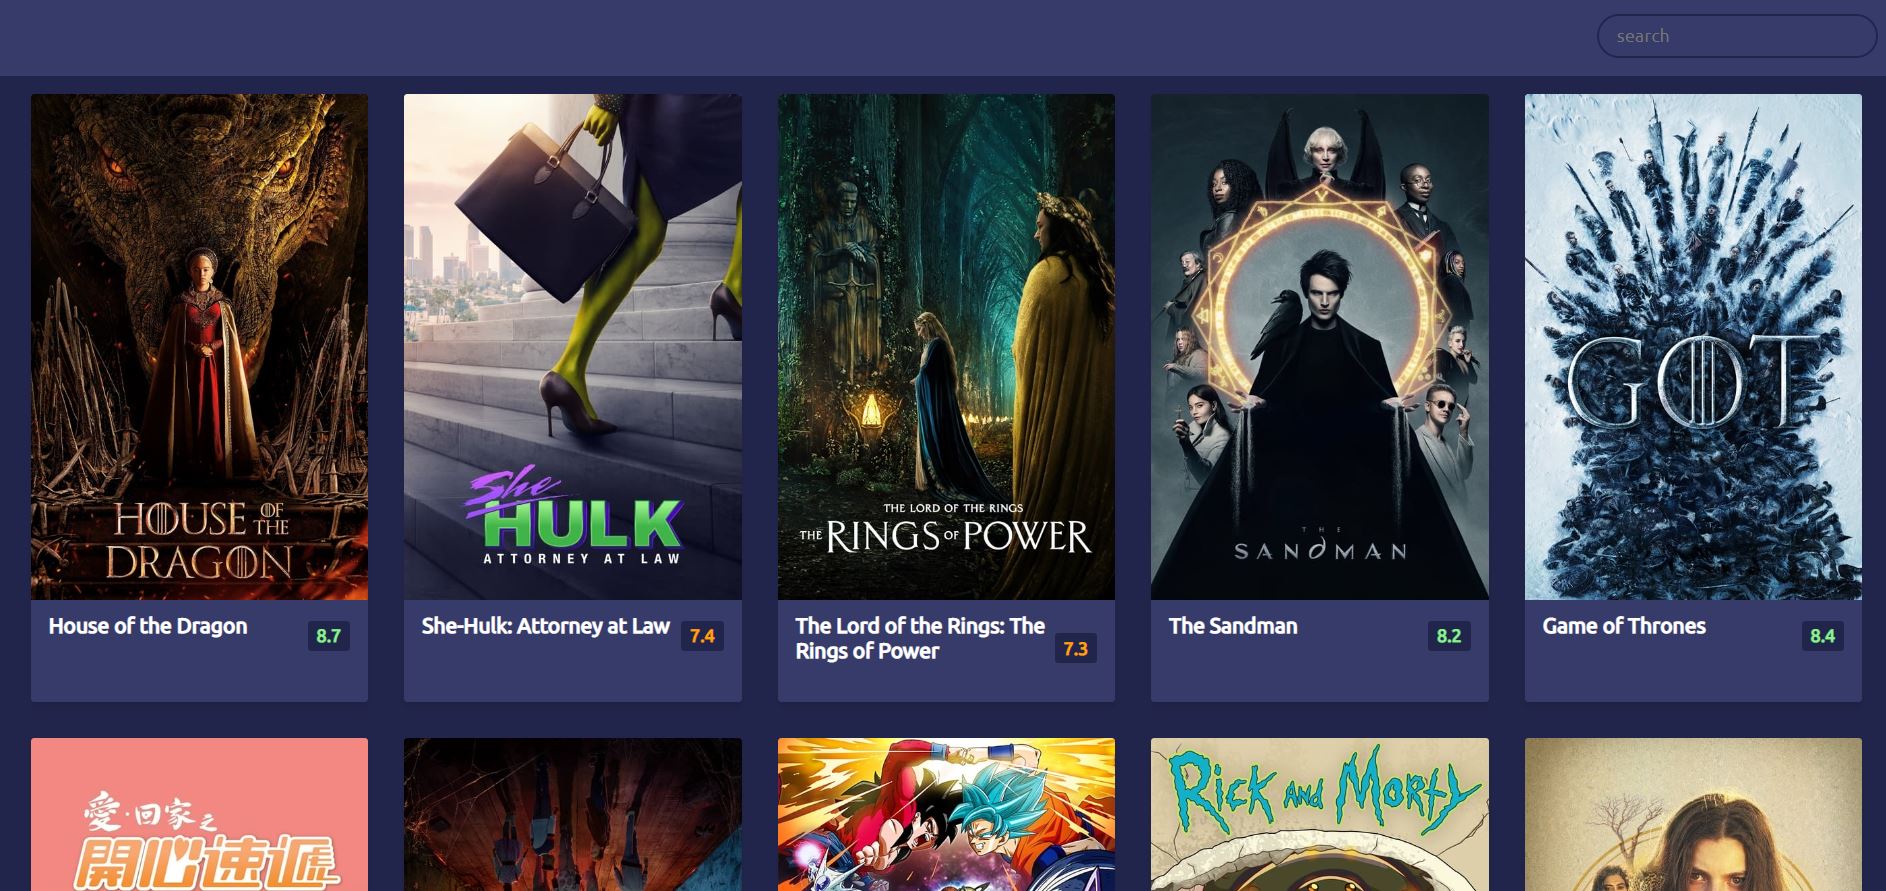 search
HOUSE OF THE
DRAGON
She
HULK
ATTORNEY AT LAW
THE LORD OF THE RINGS
THE RINGS OF POWER
THE
SANDMAN
GOT
House of the Dragon
8.7
She-Hulk: Attorney at Law
7.4
The Lord of the Rings: The
Rings of Power
7.3
The Sandman
8.2
Game of Thrones
8.4
愛·回家之
開心速遞
RICK AND MORTY